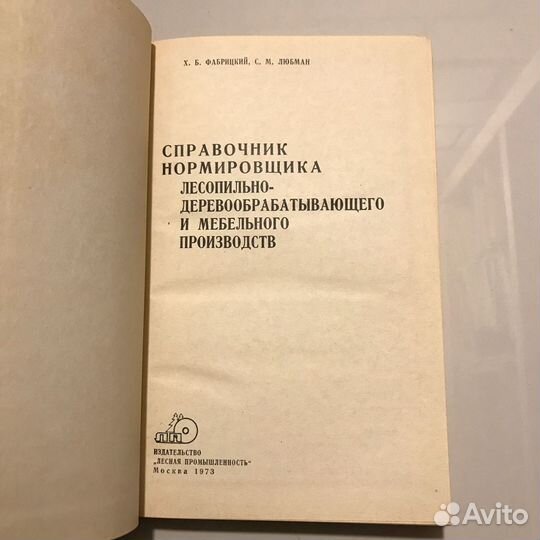 Х. Б. ФАБРИЦКИЙ, С. М. ЛЮБМАН
СПРАВОЧНИК
НОРМИРОВЩИКА
ЛЕСОПИЛЬНО-
ДЕРЕВООБРАБАТЫВАЮЩЕГО
И МЕБЕЛЬНОГО
ПРОИЗВОДСТВ
ИЗДАТЕЛЬСТВО
„ЛЕСНАЯ ПРОМЫШЛЕННОСТЬ"
Москва 1973
Avito